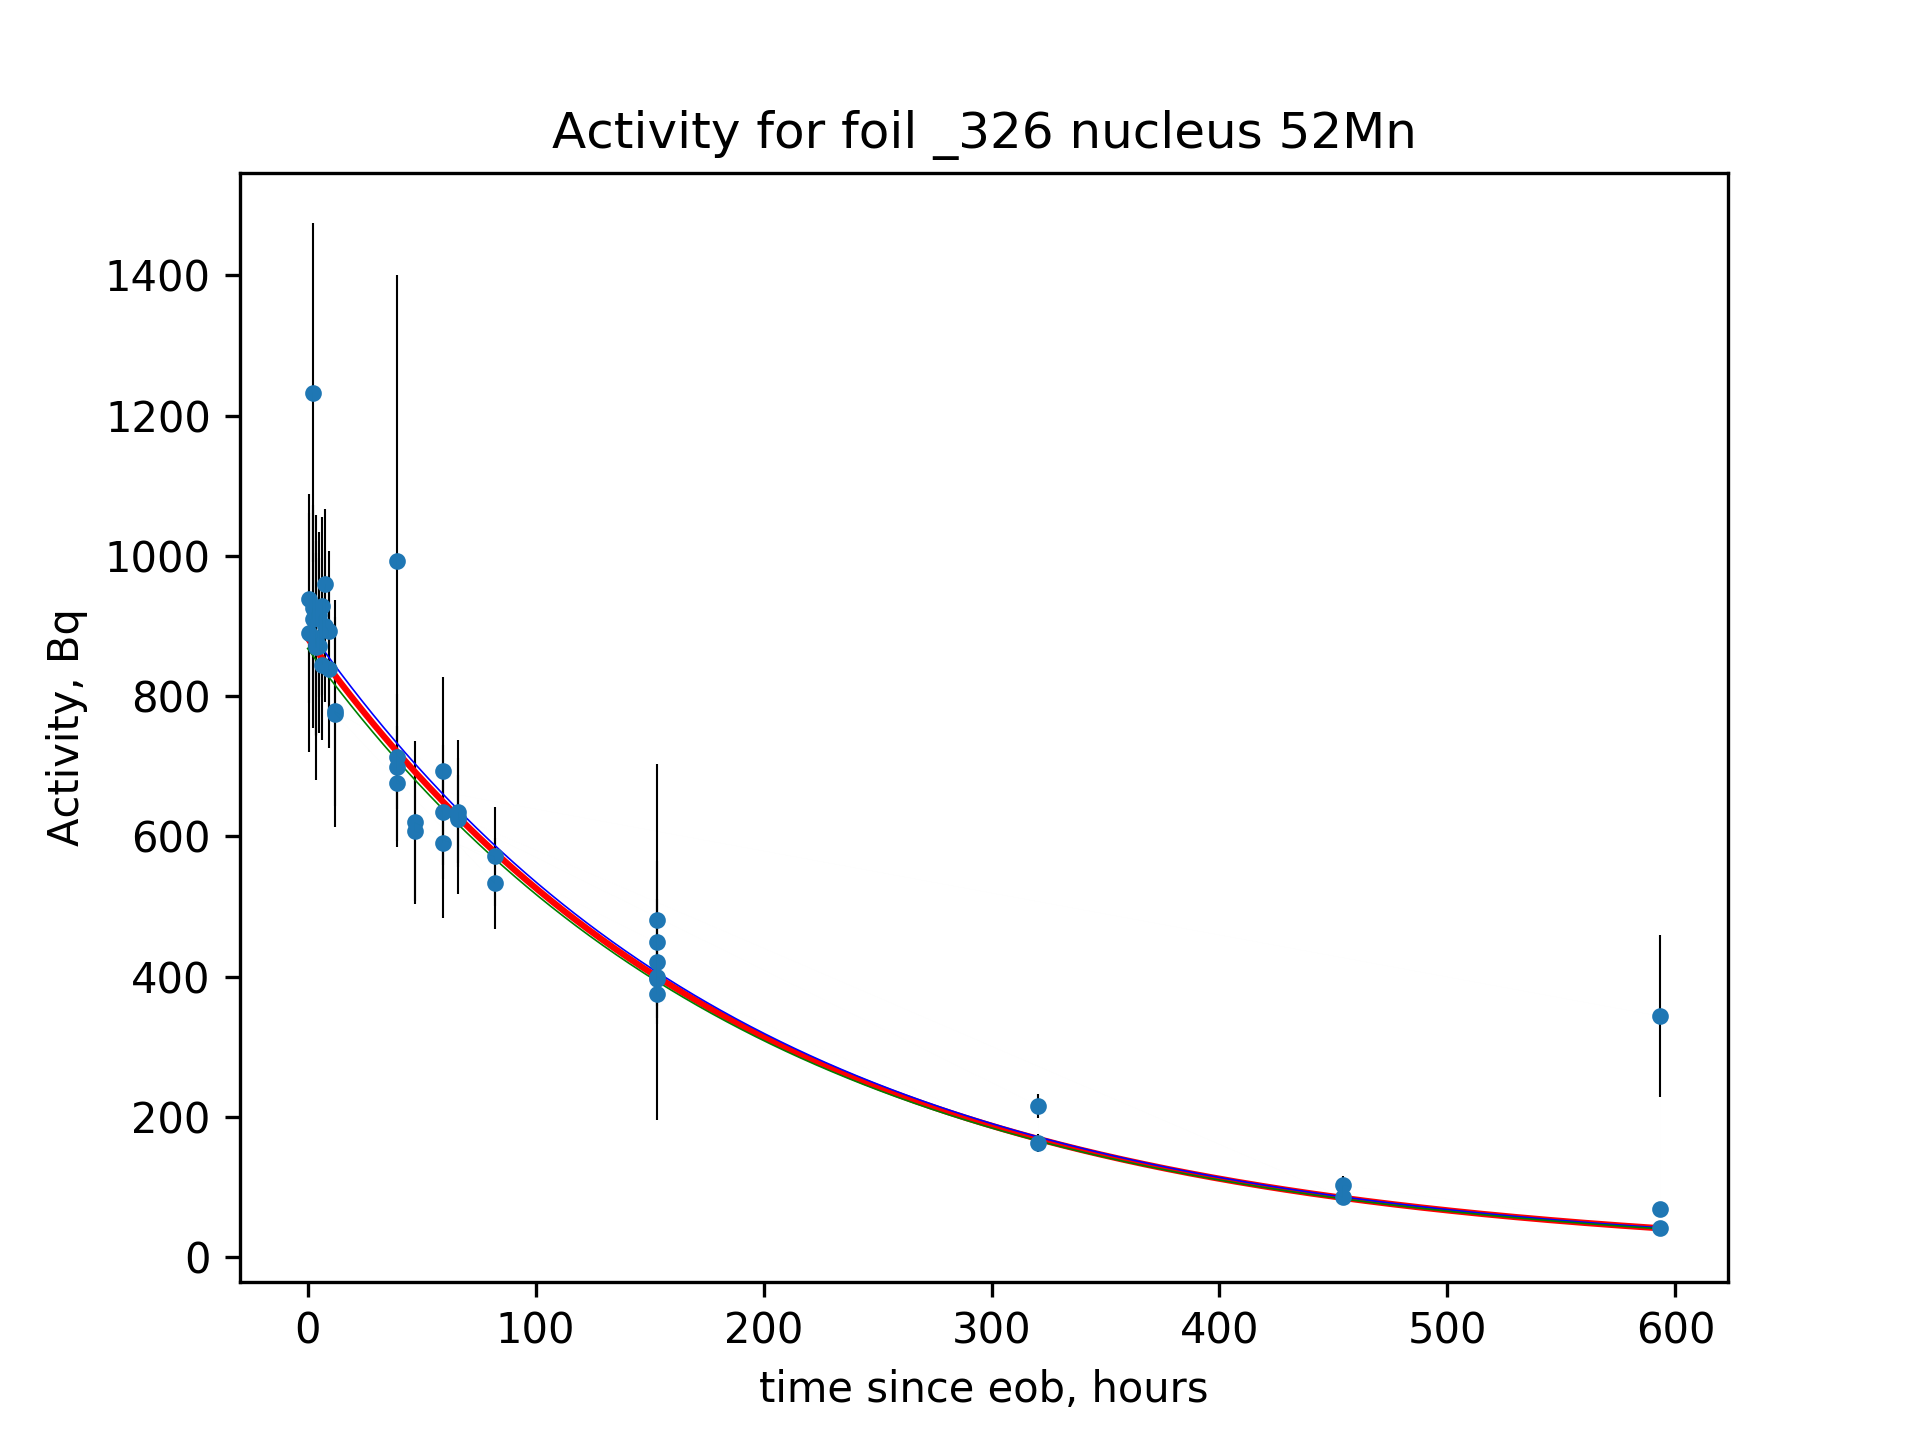 Activity for foil _326 nucleus 52Mn
Activity, Bq
1400
1200
1000
800
600
400
200
0
0 100 200 300 400 500 600
time since eob, hours